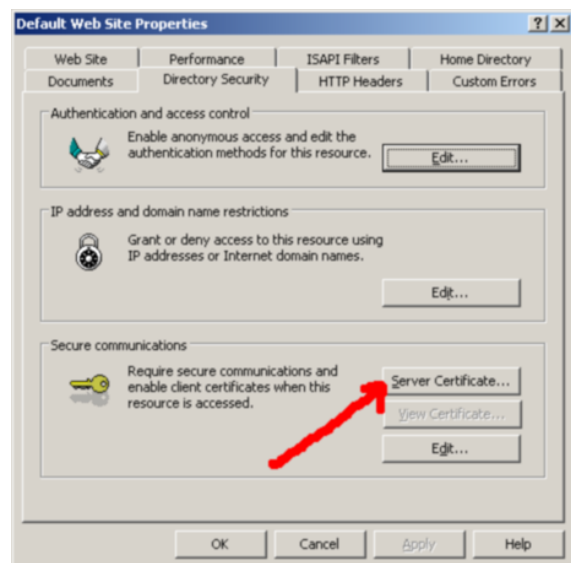 Default Web Site Properties
Web Site
Performance
ISAPI Filters
Home Directory
Documents
Directory Security
HTTP Headers
Custom Errors
Authentication and access control
Enable anonymous access and edit the
authentication methods for this resource.
Edit...
IP address and domain name restrictions
Grant or deny access to this resource using
IP addresses or Internet domain names.
Edit...
Secure communications
Require secure communications and
enable client certificates when this
resource is accessed.
Server Certificate...
View Certificate...
Edit...
OK
Cancel
Apply
Help